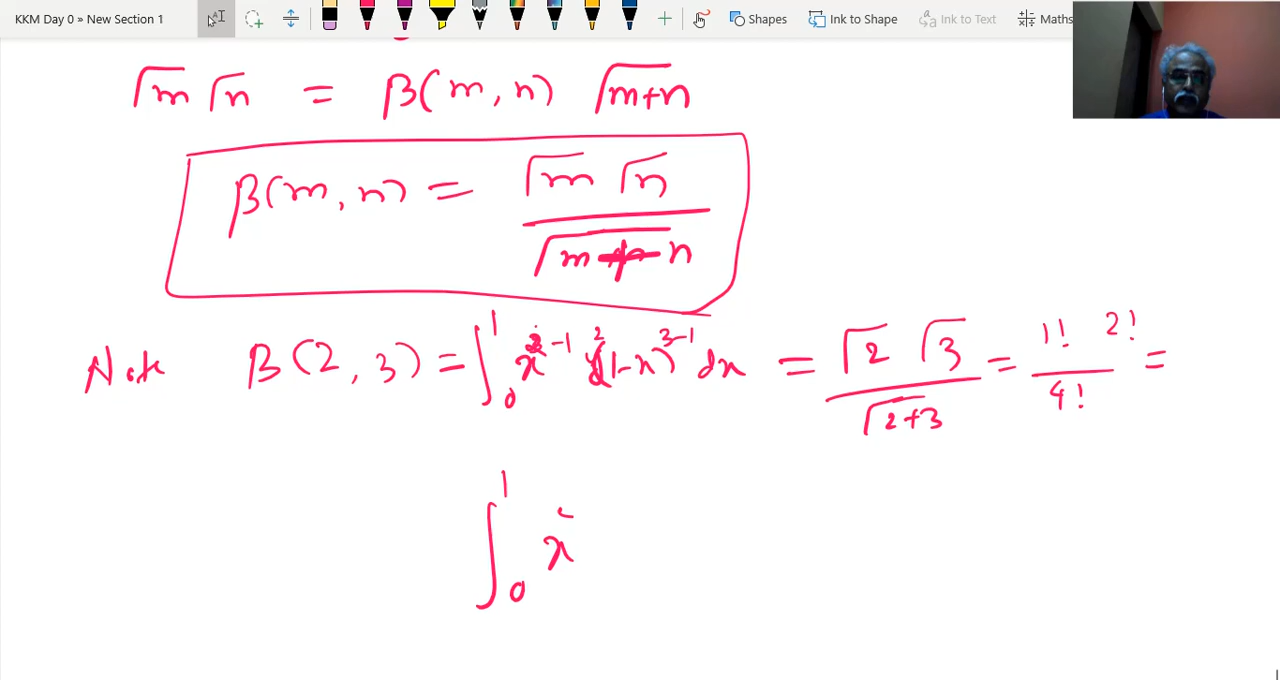 KKM Day 0 » New Section 1
Shapes Ink to Shape Ink to Text Maths
Γm Γn = β(m, n) Γm+n
β(m, n) = Γm Γn / Γm+n
Note B(2, 3) = ∫₀¹ x²⁻¹ (1-x)³⁻¹ dx = Γ2 Γ3 / Γ2+3 = 1! 2! / 4! =
∫₀¹ x